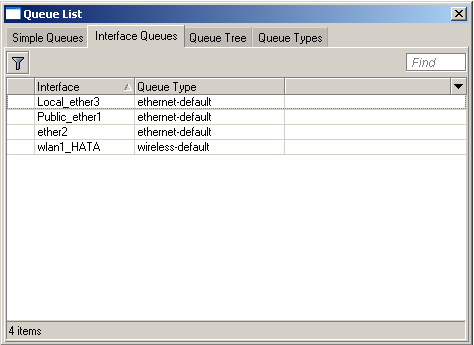 Queue List
Simple Queues Interface Queues Queue Tree Queue Types
Find
Interface Queue Type
Local_ether3 ethernet-default
Public_ether1 ethernet-default
ether2 ethernet-default
wlan1_HATA wireless-default
4 items